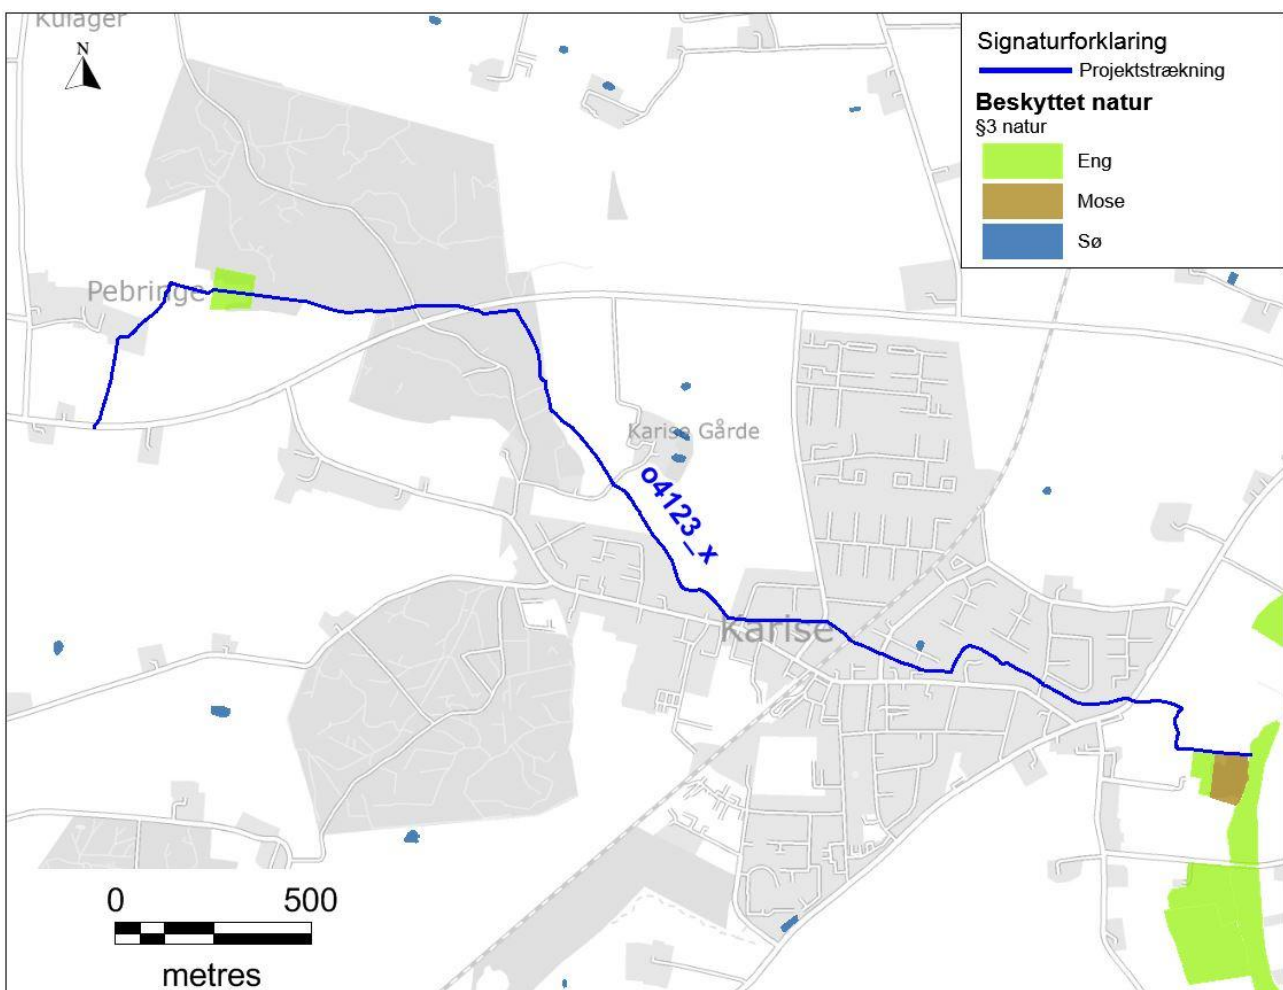 Kulager
N
Signaturforklaring
Projektstrækning
Beskyttet natur
§3 natur
Eng
Mose
Sø
Pebringe
Karise Gårde
o4123_x
Karise
0 500
metres